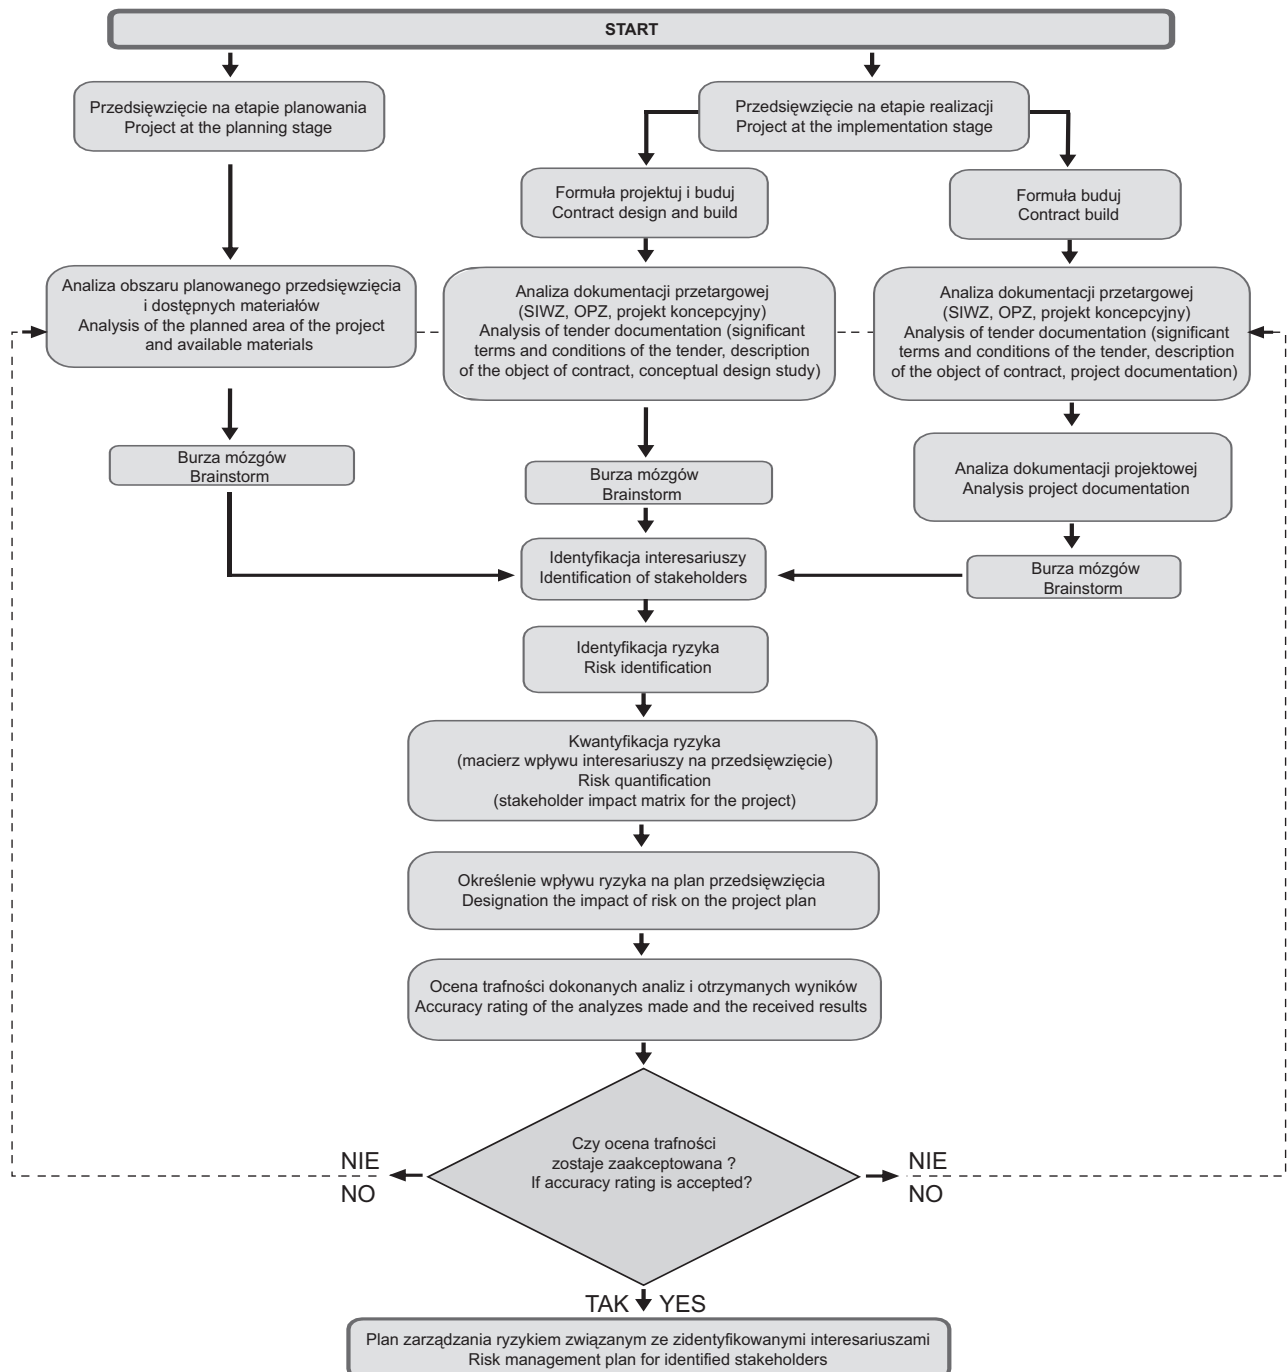 START
Przedsięwzięcie na etapie planowania
Project at the planning stage
Przedsięwzięcie na etapie realizacji
Project at the implementation stage
Formuła projektuj i buduj
Contract design and build
Formuła buduj
Contract build
Analiza obszaru planowanego przedsięwzięcia
i dostępnych materiałów
Analysis of the planned area of the project
and available materials
Analiza dokumentacji przetargowej
(SIWZ, OPZ, projekt koncepcyjny)
Analysis of tender documentation (significant
terms and conditions of the tender, description
of the object of contract, conceptual design study)
Analiza dokumentacji przetargowej
(SIWZ, OPZ, projekt koncepcyjny)
Analysis of tender documentation (significant
terms and conditions of the tender, description
of the object of contract, project documentation)
Burza mózgów
Brainstorm
Burza mózgów
Brainstorm
Analiza dokumentacji projektowej
Analysis project documentation
Identyfikacja interesariuszy
Identification of stakeholders
Burza mózgów
Brainstorm
Identyfikacja ryzyka
Risk identification
Kwantyfikacja ryzyka
(macierz wpływu interesariuszy na przedsięwzięcie)
Risk quantification
(stakeholder impact matrix for the project)
Określenie wpływu ryzyka na plan przedsięwzięcia
Designation the impact of risk on the project plan
Ocena trafności dokonanych analiz i otrzymanych wyników
Accuracy rating of the analyzes made and the received results
Czy ocena trafności
zostaje zaakceptowana ?
If accuracy rating is accepted?
NIE
NO
NIE
NO
TAK YES
Plan zarządzania ryzykiem związanym ze zidentyfikowanymi interesariuszami
Risk management plan for identified stakeholders